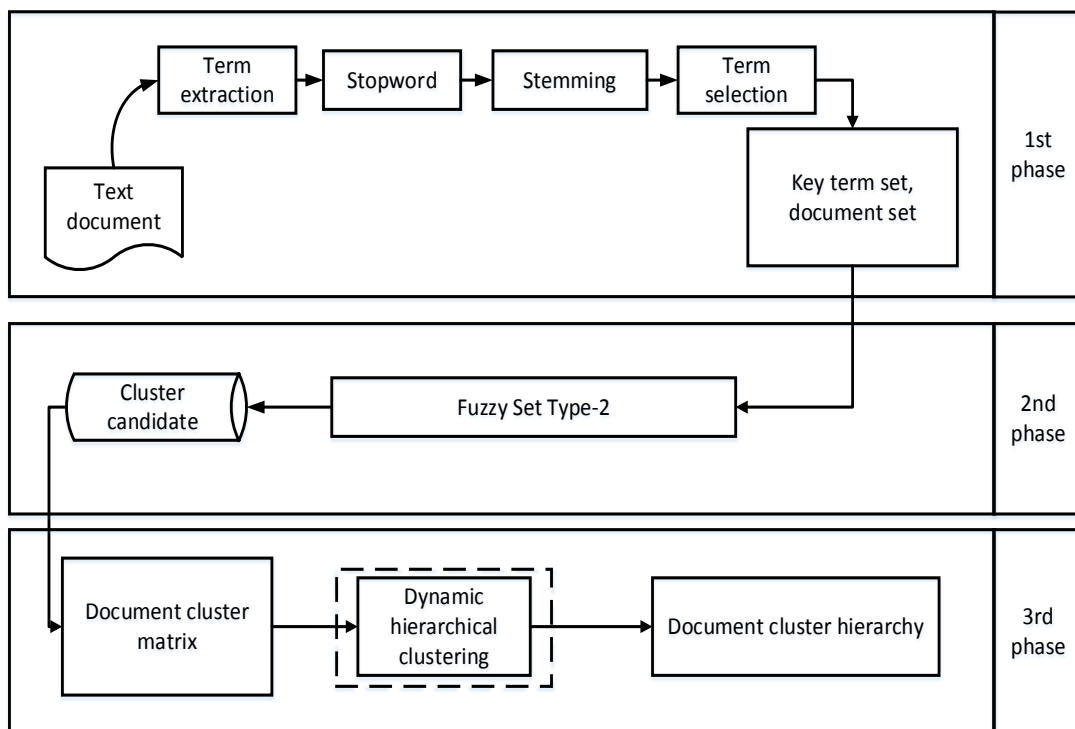 Term
extraction
Stopword
Stemming
Term
selection
Text
document
Key term set,
document set
1st
phase
Cluster
candidate
Fuzzy Set Type-2
2nd
phase
Document cluster
matrix
Dynamic
hierarchical
clustering
Document cluster hierarchy
3rd
phase